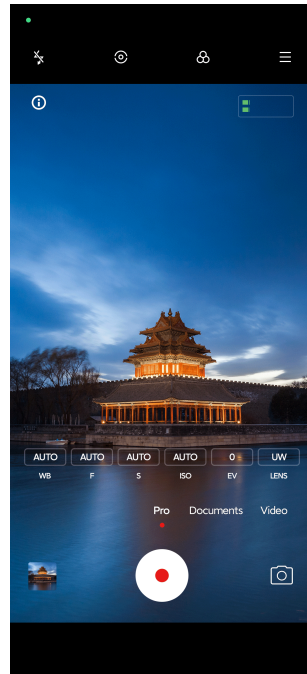 AUTO AUTO AUTO AUTO 0 UW
WB F S ISO EV LENS
Pro Documents Video